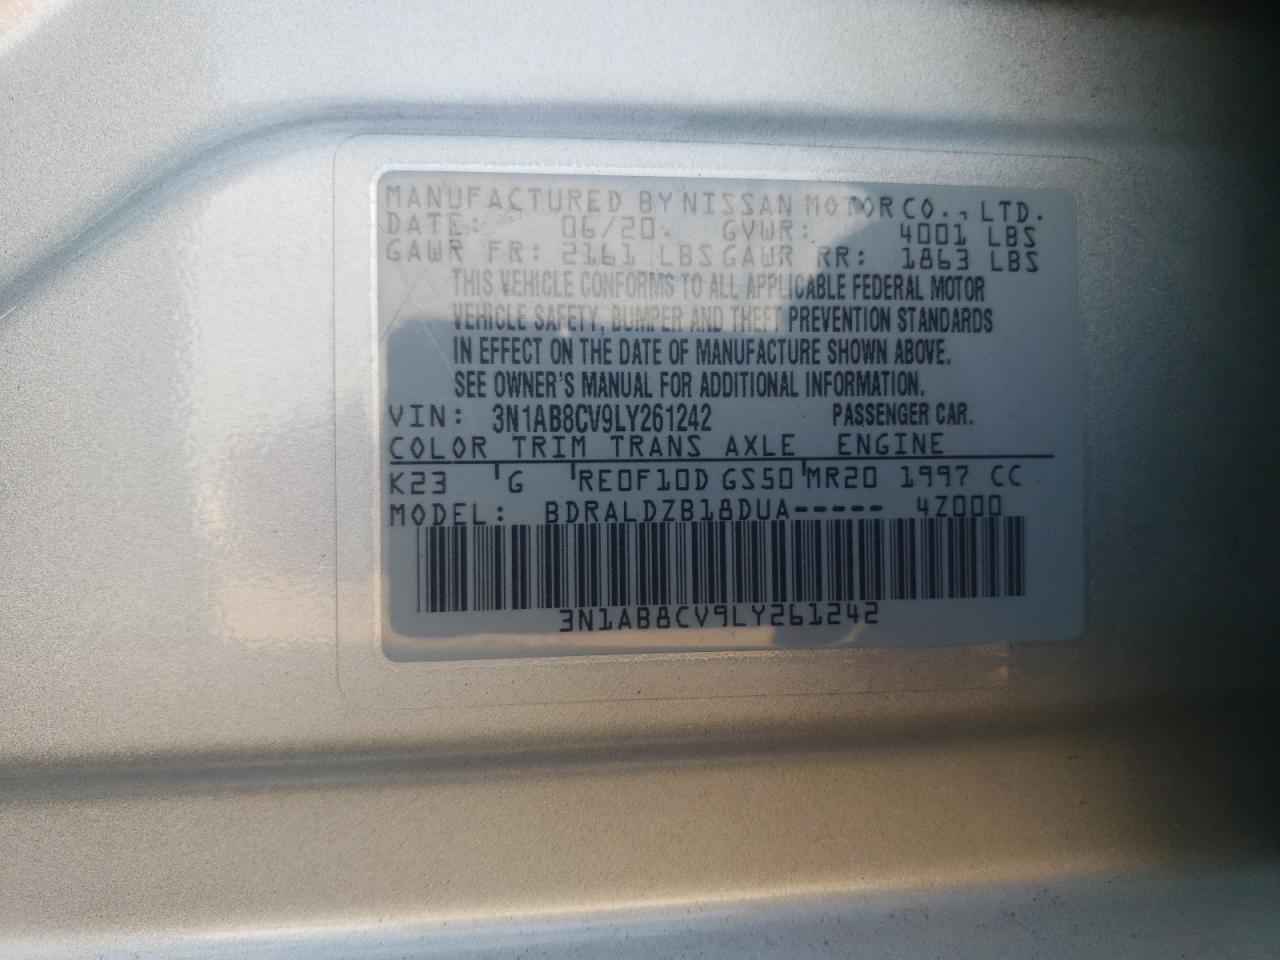 MANUFACTURED BY NISSAN MOTOR CO., LTD.
DATE: 06/20 GVWR: 4001 LBS
GAWR FR: 2161 LBS GAWR RR: 1863 LBS
THIS VEHICLE CONFORMS TO ALL APPLICABLE FEDERAL MOTOR
VEHICLE SAFETY, BUMPER AND THEFT PREVENTION STANDARDS
IN EFFECT ON THE DATE OF MANUFACTURE SHOWN ABOVE.
SEE OWNER'S MANUAL FOR ADDITIONAL INFORMATION.
VIN: 3N1AB8CV9LY261242 PASSENGER CAR.
COLOR TRIM TRANS AXLE ENGINE
K23 G RE0F10D GS50 MR20 1997 CC
MODEL: BDRALDZB18DUA----- 4Z000
3N1AB8CV9LY261242